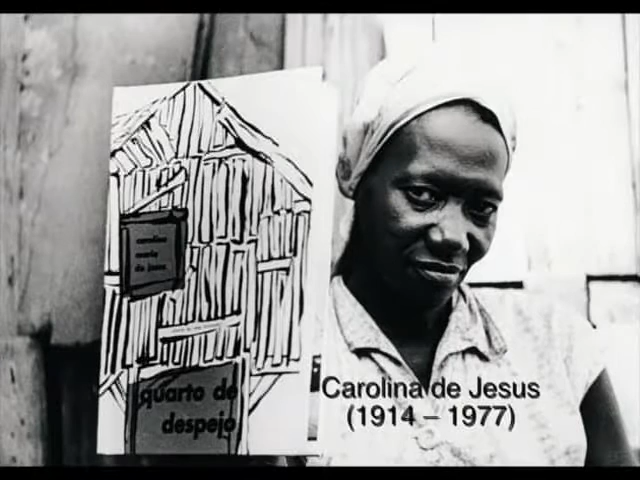 carolina
maria
de jesus
quarto de
despejo
Carolina de Jesus
(1914 – 1977)